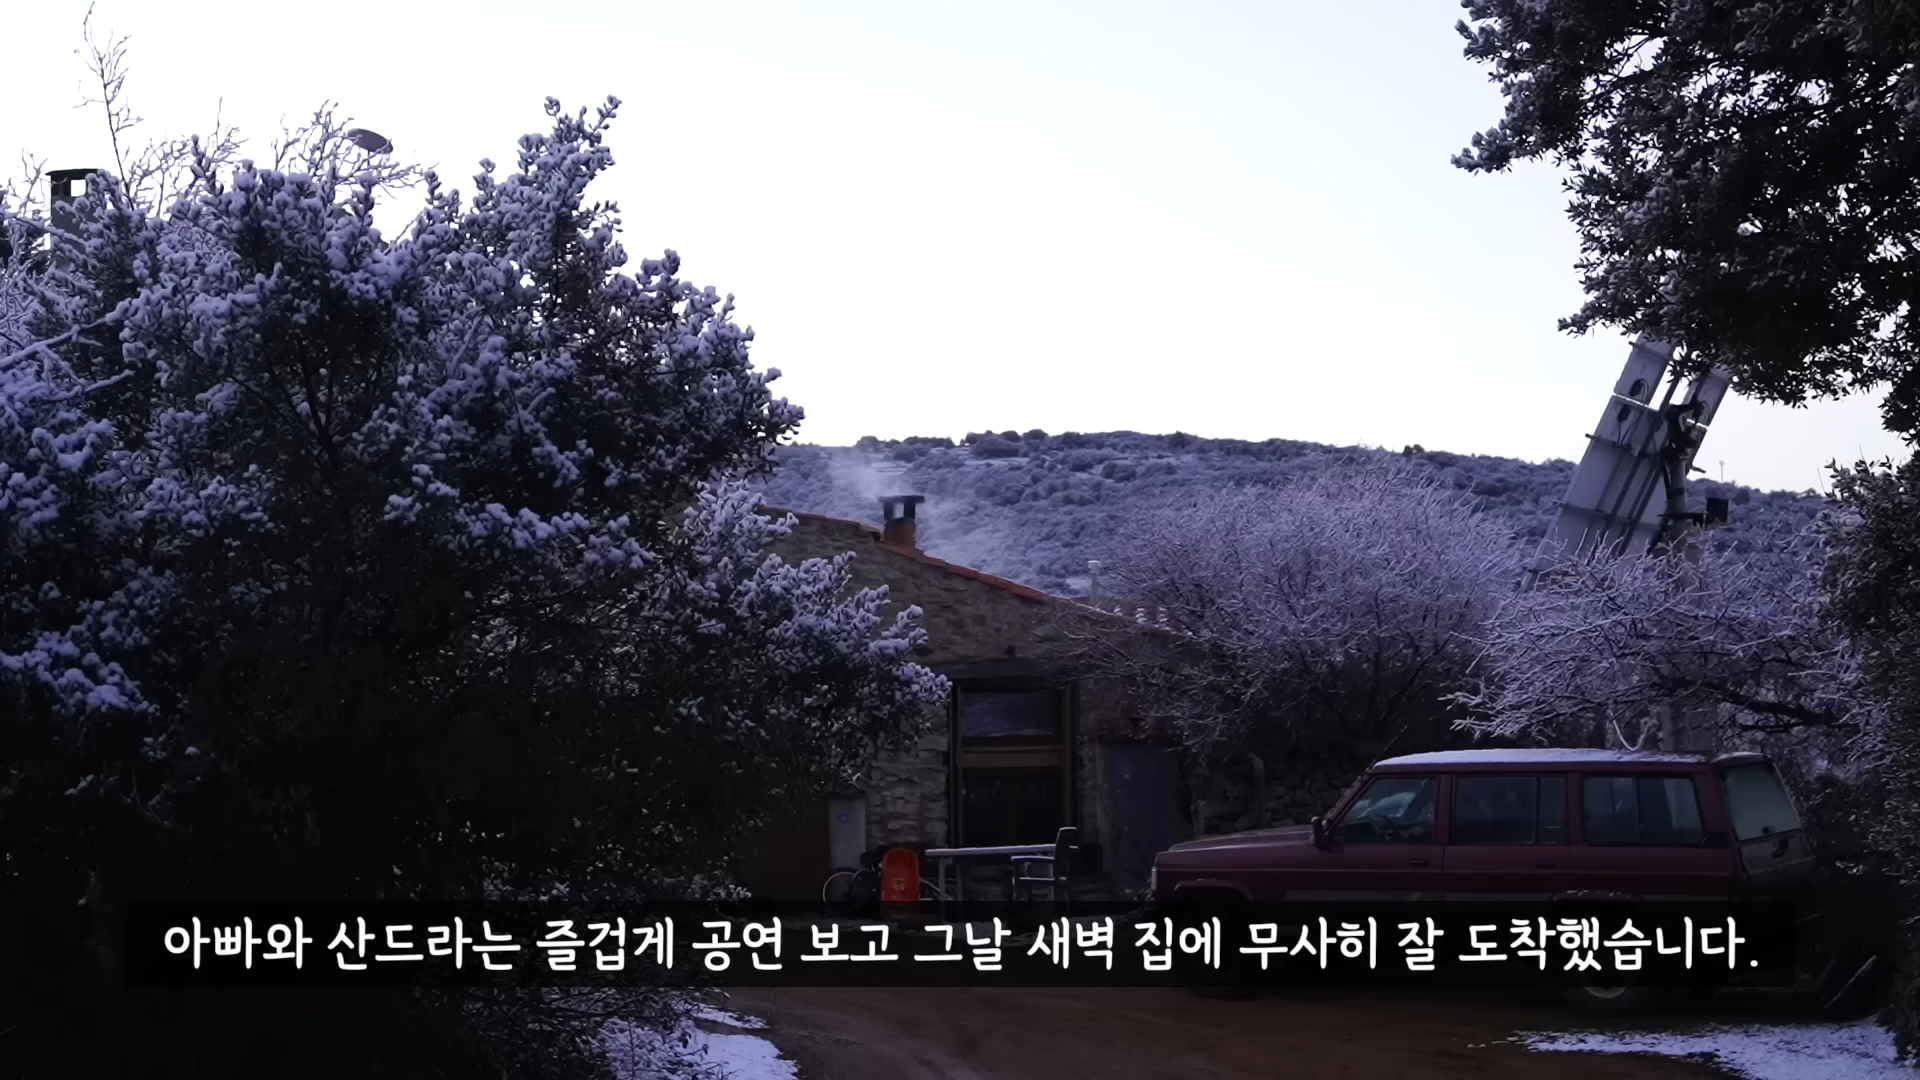 아빠와 산드라는 즐겁게 공연 보고 그날 새벽 집에 무사히 잘 도착했습니다.